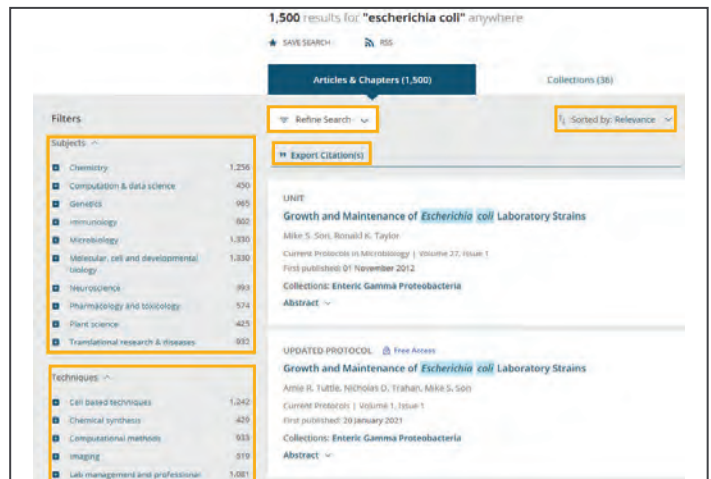 1,500 results for "escherichia coli" anywhere
SAVE SEARCH RSS
Articles & Chapters (1,500) Collections (36)
Filters
Refine Search
Sorted by: Relevance
Subjects
Export Citation(s)
Chemistry 1,256
Computation & data science 450
Genetics 965
Immunology 602
Microbiology 1,330
Molecular, cell and developmental
biology 1,330
Neuroscience 393
Pharmacology and toxicology 574
Plant science 425
Translational research & diseases 932
Techniques
Cell based techniques 1,242
Chemical synthesis 420
Computational methods 933
Imaging 519
Lab management and professional 1,081
UNIT
Growth and Maintenance of Escherichia coli Laboratory Strains
Mike S. Son, Ronald K. Taylor
Current Protocols in Microbiology | Volume 27, Issue 1
First published: 01 November 2012
Collections: Enteric Gamma Proteobacteria
Abstract
UPDATED PROTOCOL Free Access
Growth and Maintenance of Escherichia coli Laboratory Strains
Amie R. Tuttle, Nicholas D. Trahan, Mike S. Son
Current Protocols | Volume 1, Issue 1
First published: 20 January 2021
Collections: Enteric Gamma Proteobacteria
Abstract